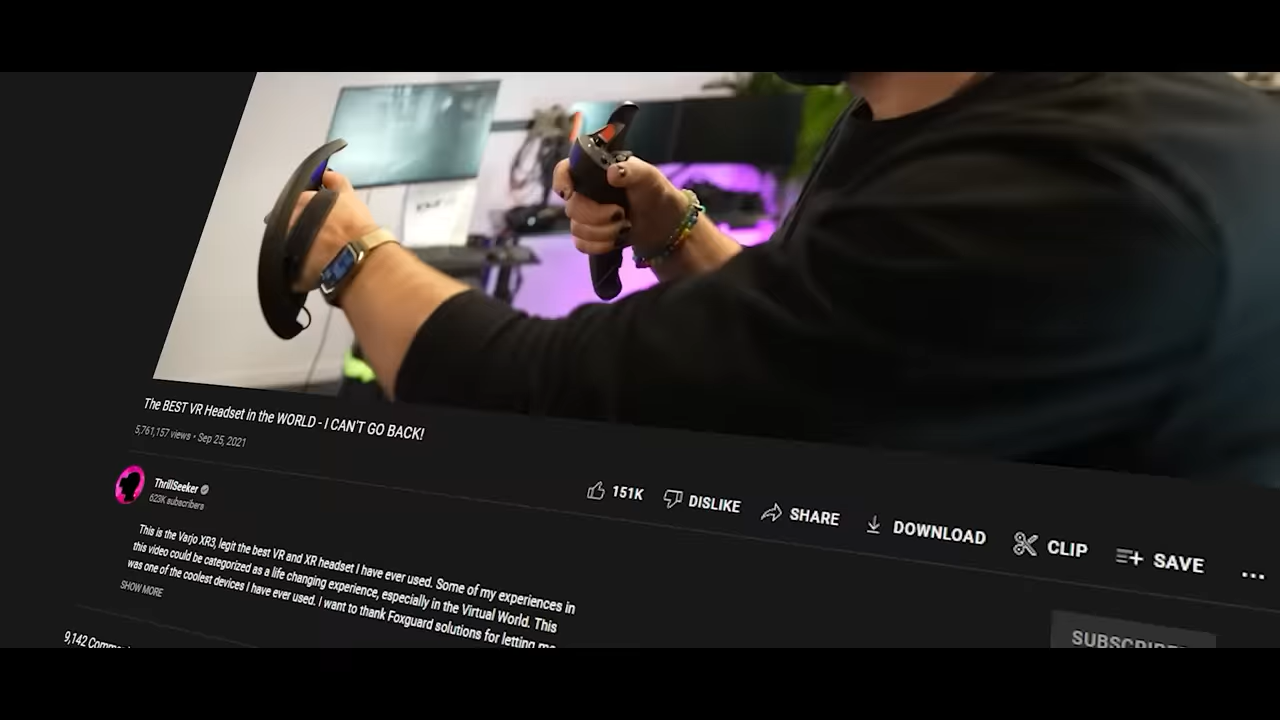 The BEST VR Headset in the WORLD - I CAN'T GO BACK!
5,761,157 views • Sep 25, 2021
151K
DISLIKE
SHARE
DOWNLOAD
CLIP
SAVE
ThrillSeeker
623K subscribers
This is the Varjo XR3, legit the best VR and XR headset I have ever used. Some of my experiences in
this video could be categorized as a life changing experience, especially in the Virtual World. This
was one of the coolest devices I have ever used. I want to thank Foxguard solutions for letting
SHOW MORE
9,142